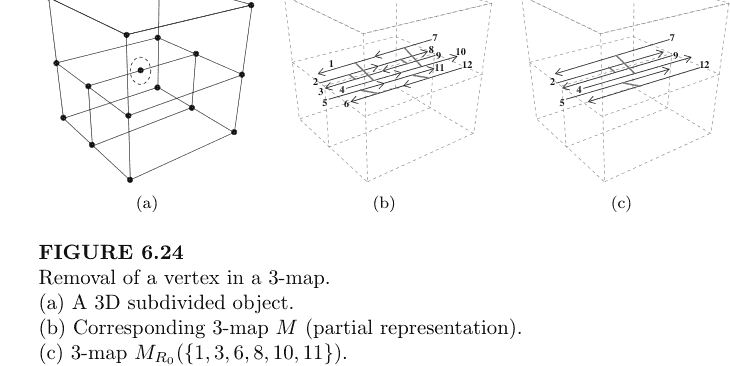 7
8
9
10
1
11
12
2
3
4
5
6
7
9
12
2
4
5
(a)
(b)
(c)
FIGURE 6.24
Removal of a vertex in a 3-map.
(a) A 3D subdivided object.
(b) Corresponding 3-map M (partial representation).
(c) 3-map M_{R_0}({1, 3, 6, 8, 10, 11}).